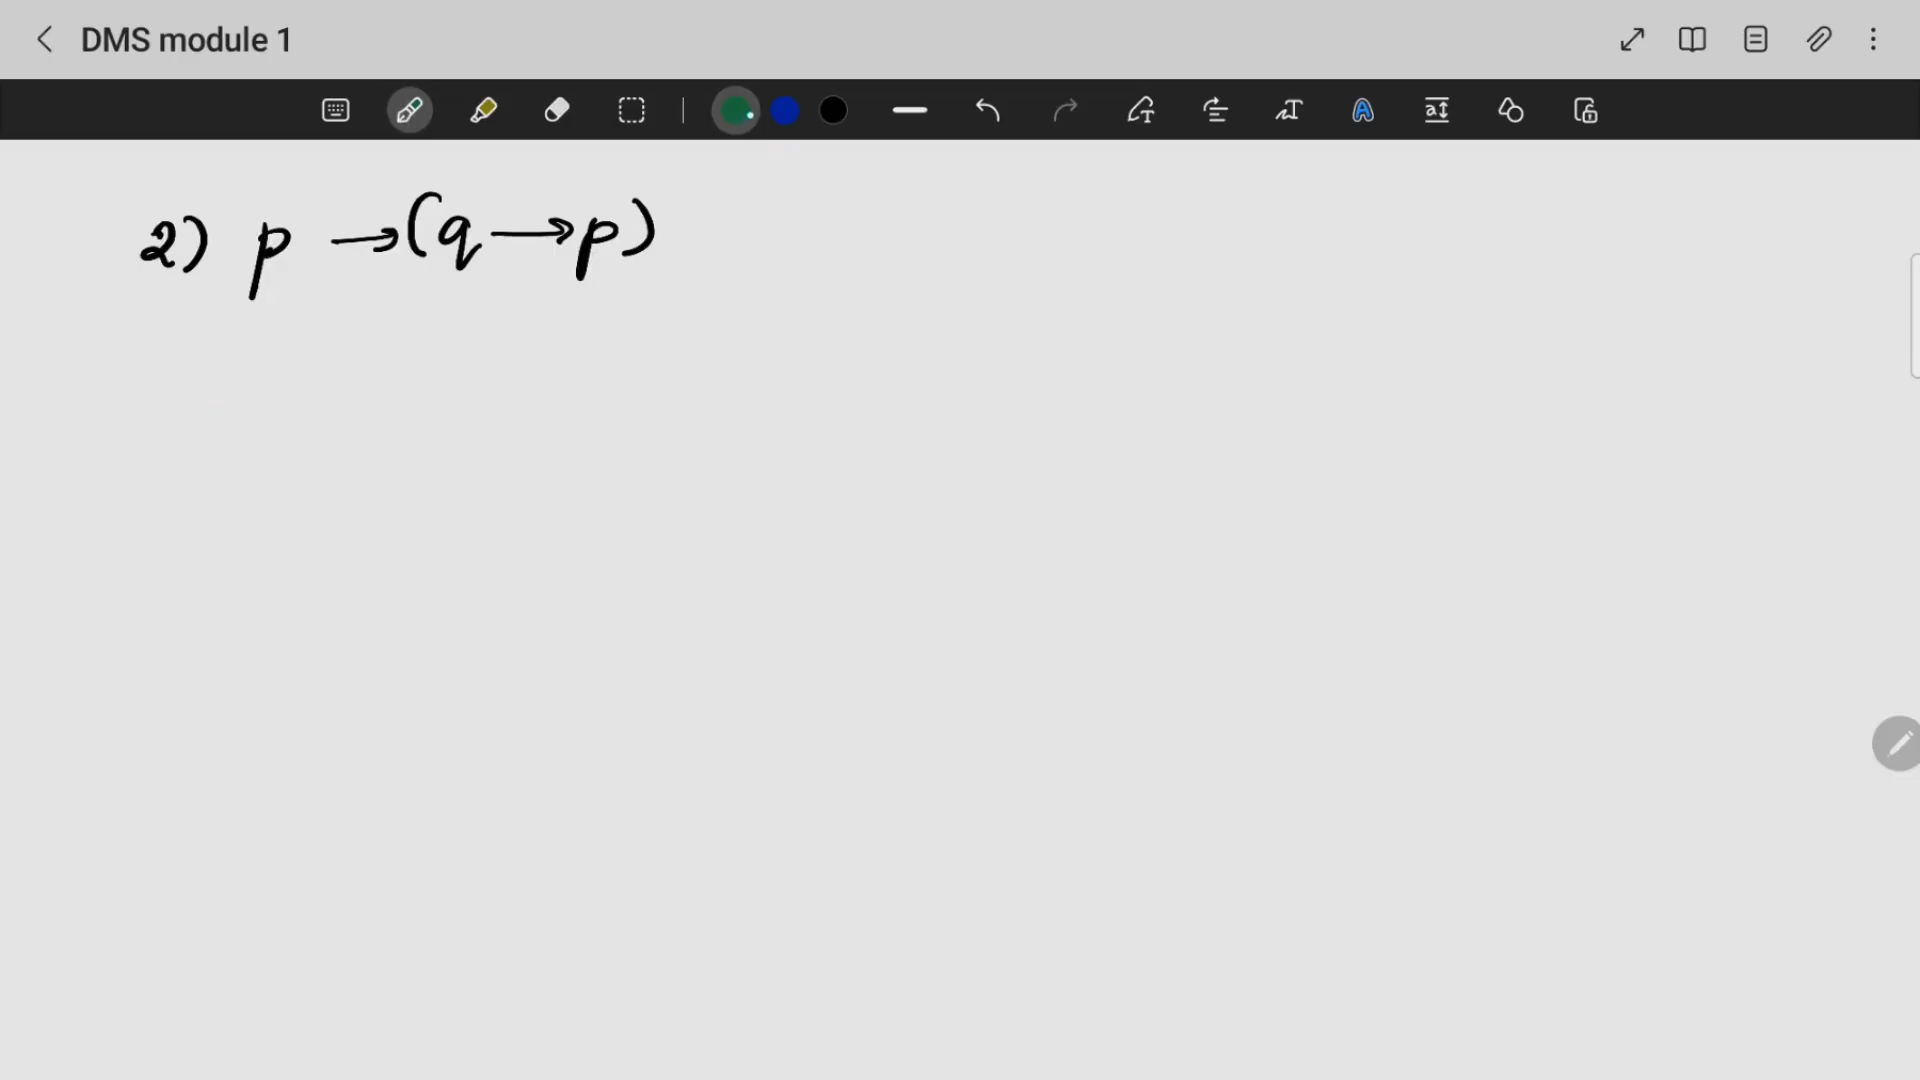 DMS module 1
2) p → (q → p)